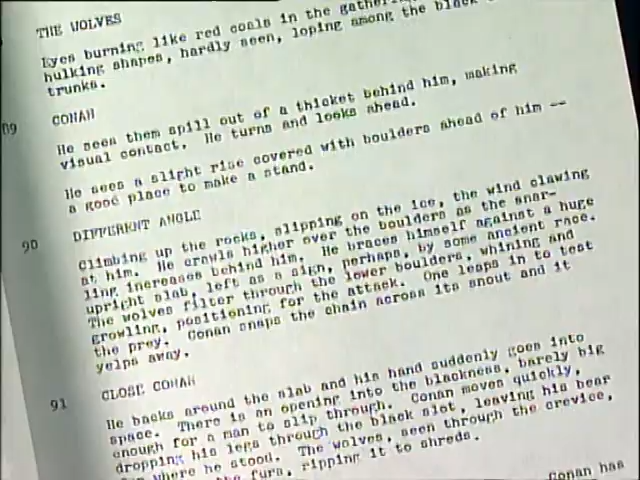 THE WOLVES
Eyes burning like red coals in the
hulking shapes, hardly seen, loping among the black
trunks.
89 CONAN
He sees them spill out of a thicket behind him, making
visual contact. He turns and looks ahead.
He sees a slight rise covered with boulders ahead of him --
a good place to make a stand.
90 DIFFERENT ANGLE
Climbing up the rocks, slipping on the ice, the wind clawing
at him. He crawls higher over the boulders as the snar-
ling increases behind him. He braces himself against a huge
upright slab, left as a sign, perhaps, by some ancient race.
The wolves filter through the lower boulders, whining and
growling, positioning for the attack. One leaps in to test
the prey. Conan snaps the chain across its snout and it
yelps away.
91 CLOSE CONAN
He backs around the slab and his hand suddenly goes into
space. There is an opening into the blackness, barely big
enough for a man to slip through. Conan moves quickly,
dropping his legs through the black slot, leaving his bear
where he stood. The wolves, seen through the crevice,
the furs, ripping it to shreds.
Conan has